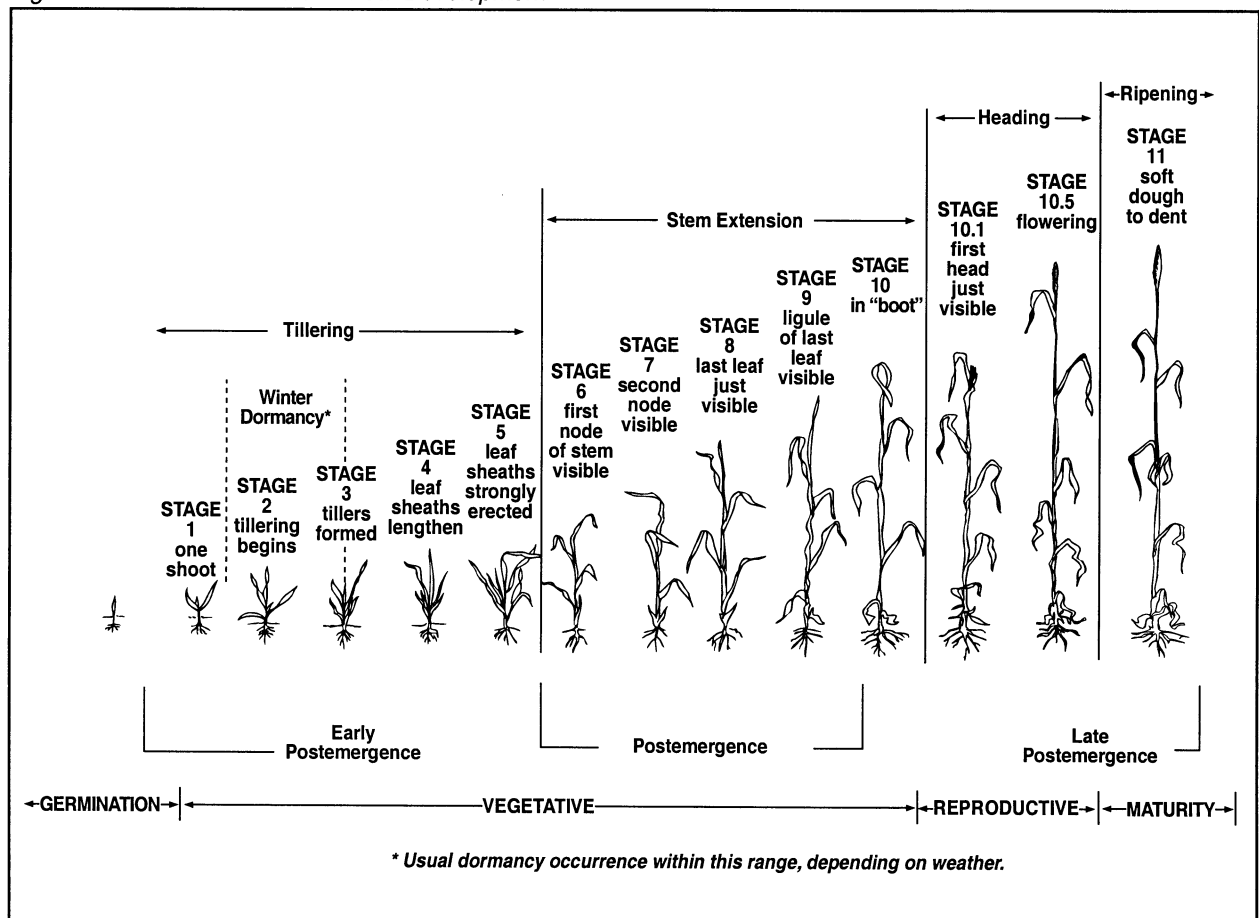 Ripening
Heading
STAGE
11
soft
dough
to dent
STAGE
10.5
flowering
STAGE
10.1
first
head
just
visible
Stem Extension
STAGE
10
in “boot”
STAGE
9
ligule
of last
leaf
visible
STAGE
8
last leaf
just
visible
STAGE
7
second
node
visible
STAGE
6
first
node
of stem
visible
Tillering
Winter
Dormancy*
STAGE
5
leaf
sheaths
strongly
erected
STAGE
4
leaf
sheaths
lengthen
STAGE
3
tillers
formed
STAGE
2
tillering
begins
STAGE
1
one
shoot
Early
Postemergence
Postemergence
Late
Postemergence
GERMINATION
VEGETATIVE
REPRODUCTIVE
MATURITY
* Usual dormancy occurrence within this range, depending on weather.